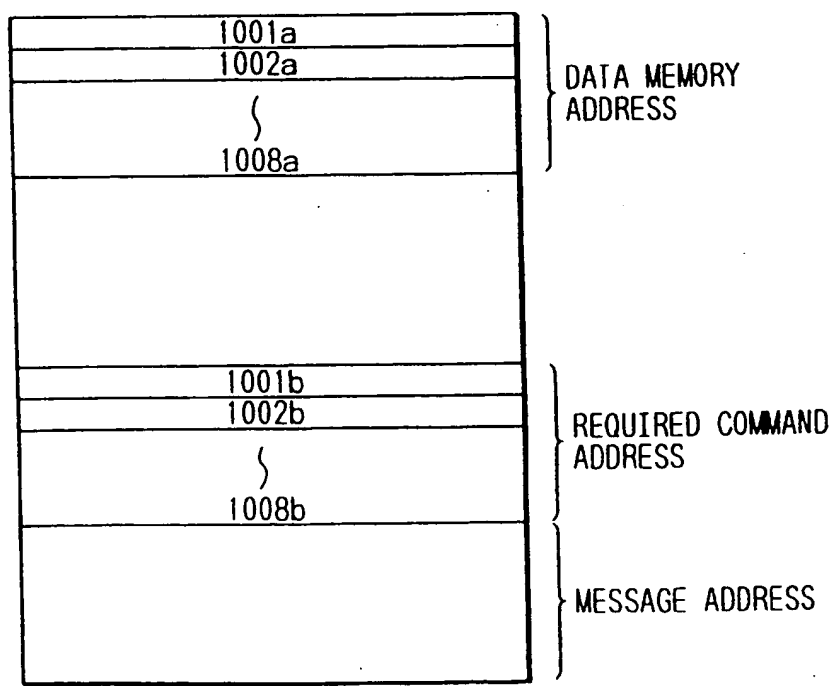 1001a
1002a
1008a
DATA MEMORY
ADDRESS
1001b
1002b
1008b
REQUIRED COMMAND
ADDRESS
MESSAGE ADDRESS